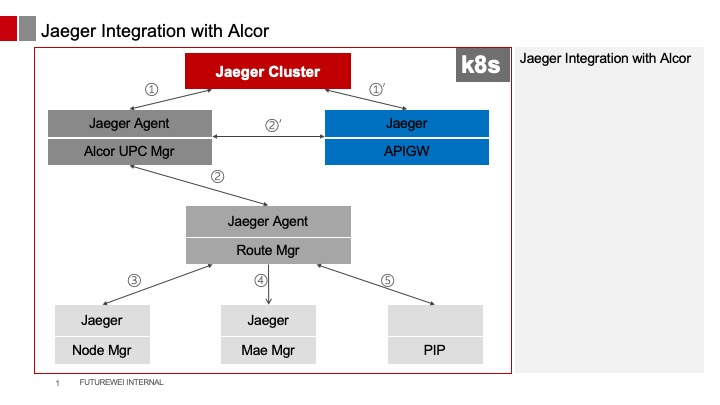 Jaeger Integration with Alcor
Jaeger Cluster
k8s
Jaeger Integration with Alcor
①
①′
Jaeger Agent
②′
Jaeger
Alcor UPC Mgr
APIGW
②
Jaeger Agent
Route Mgr
③
④
⑤
Jaeger
Jaeger
Node Mgr
Mae Mgr
PIP
1
FUTUREWEI INTERNAL